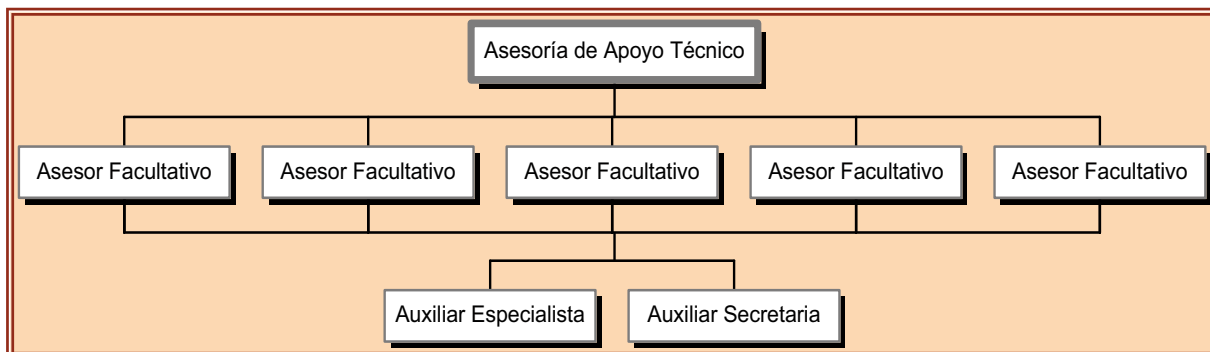 Asesoría de Apoyo Técnico
Asesor Facultativo
Asesor Facultativo
Asesor Facultativo
Asesor Facultativo
Asesor Facultativo
Auxiliar Especialista
Auxiliar Secretaria